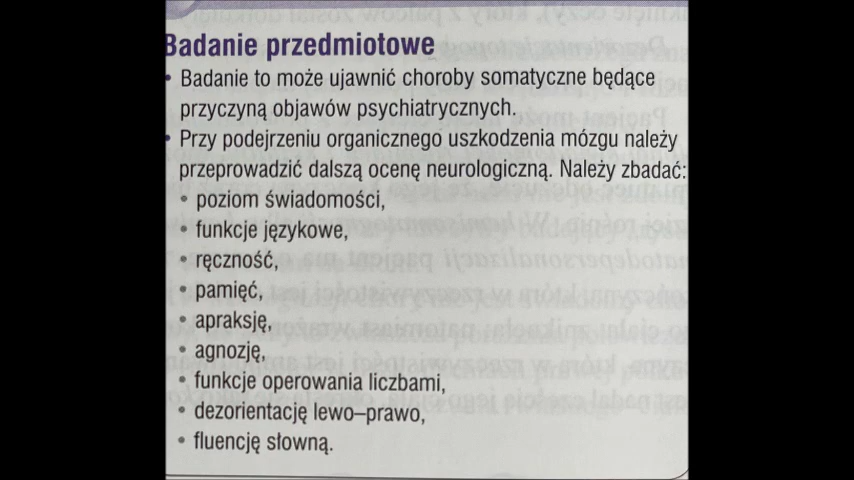 Badanie przedmiotowe
• Badanie to może ujawnić choroby somatyczne będące
przyczyną objawów psychiatrycznych.
• Przy podejrzeniu organicznego uszkodzenia mózgu należy
przeprowadzić dalszą ocenę neurologiczną. Należy zbadać:
• poziom świadomości,
• funkcje językowe,
• ręczność,
• pamięć,
• apraksję,
• agnozję,
• funkcje operowania liczbami,
• dezorientację lewo–prawo,
• fluencję słowną.